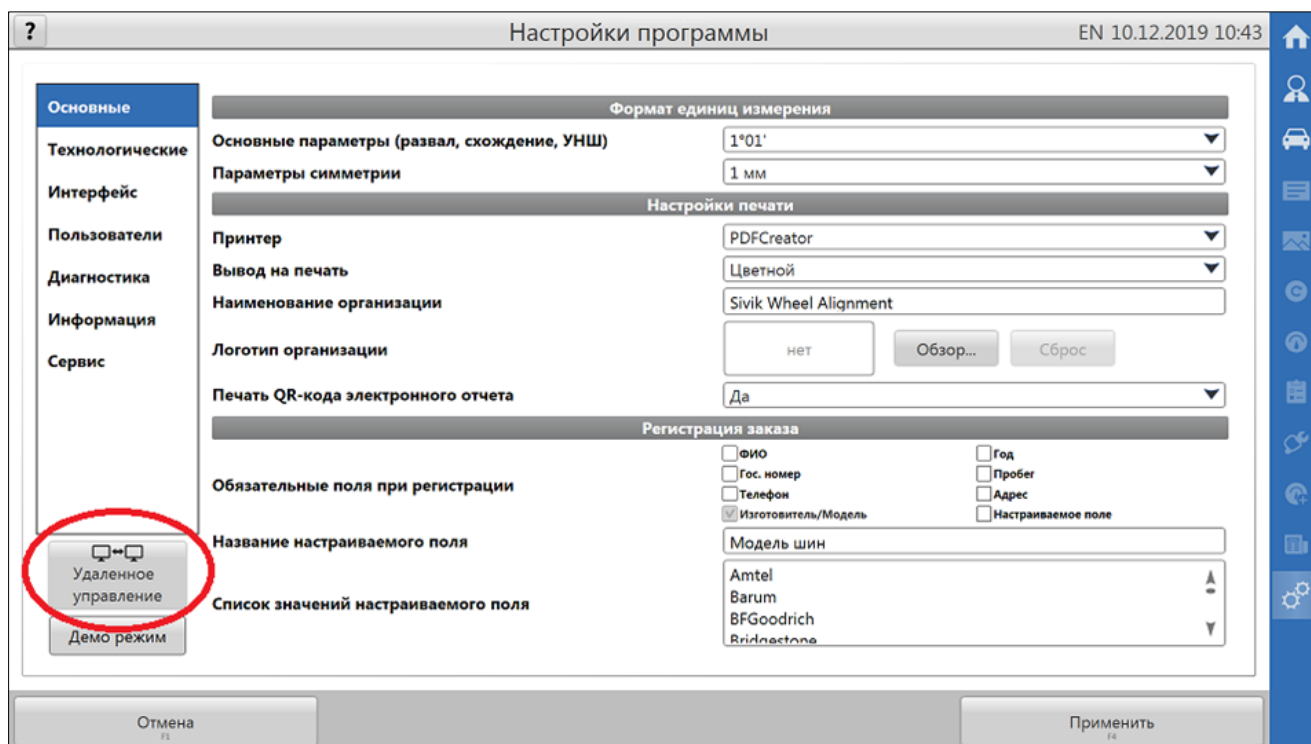 ?
Настройки программы
EN 10.12.2019 10:43
Основные
Технологические
Интерфейс
Пользователи
Диагностика
Информация
Сервис
Удаленное
управление
Демо режим
Формат единиц измерения
Основные параметры (развал, схождение, УНШ)
1°01'
Параметры симметрии
1 мм
Настройки печати
Принтер
PDFCreator
Вывод на печать
Цветной
Наименование организации
Sivik Wheel Alignment
Логотип организации
нет
Обзор...
Сброс
Печать QR-кода электронного отчета
Да
Регистрация заказа
Обязательные поля при регистрации
ФИО
Год
Гос. номер
Пробег
Телефон
Адрес
Изготовитель/Модель
Настраиваемое поле
Название настраиваемого поля
Модель шин
Список значений настраиваемого поля
Amtel
Barum
BFGoodrich
Bridgestone
Отмена
F1
Применить
F4